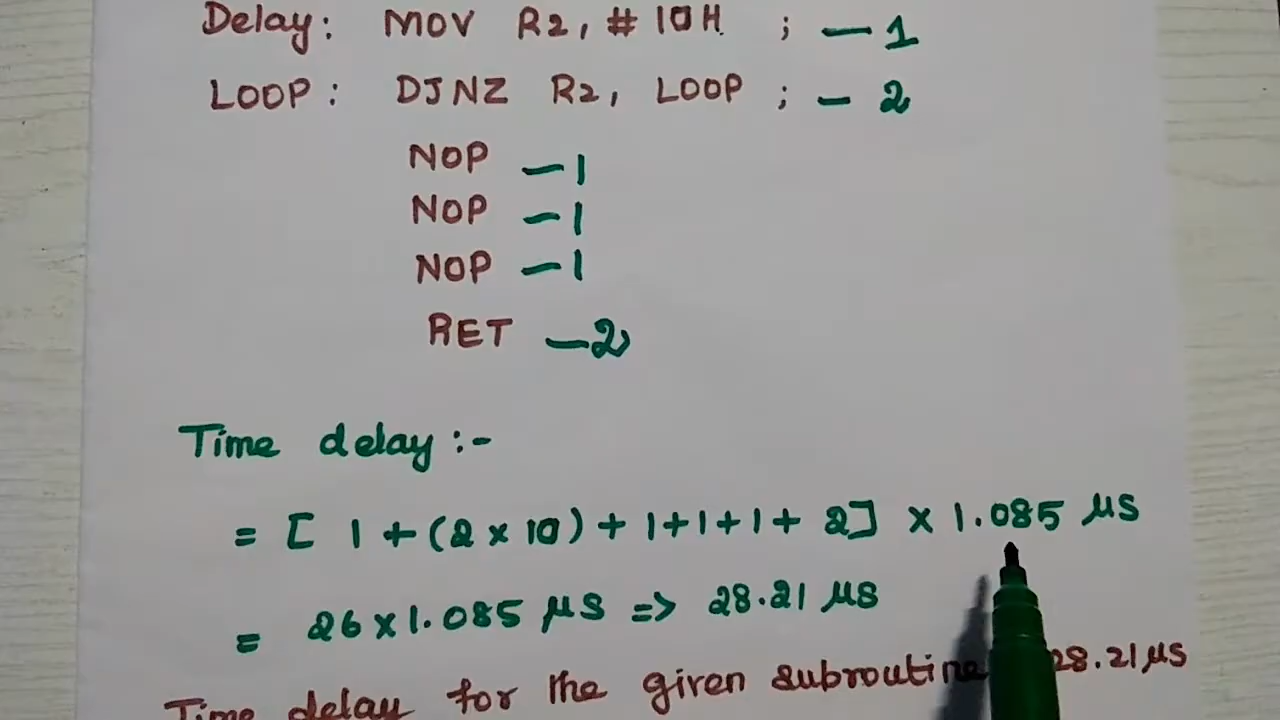 Delay: MOV R2, #10H ; — 1
LOOP: DJNZ R2, LOOP ; - 2
NOP - 1
NOP - 1
NOP - 1
RET - 2
Time delay :-
= [ 1 + (2 × 10) + 1+1+1+ 2] × 1.085 µs
= 26 × 1.085 µs => 28.21 µs
Time delay for the given subroutine 28.21 µs